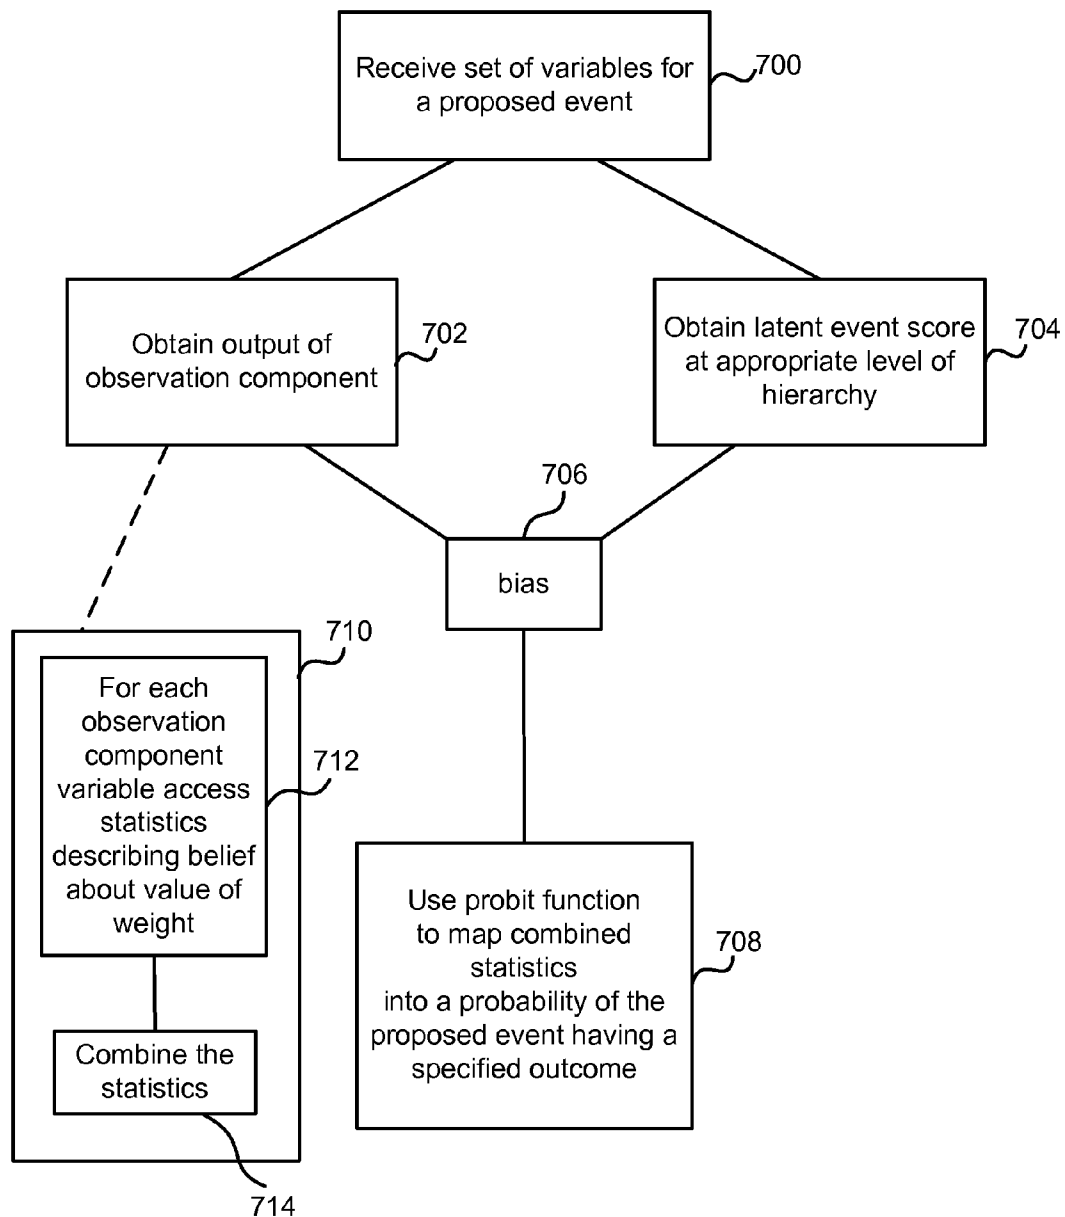 Receive set of variables for
a proposed event
700
Obtain output of
observation component
702
Obtain latent event score
at appropriate level of
hierarchy
704
706
bias
710
For each
observation
component
variable access
statistics
describing belief
about value of
weight
712
Combine the
statistics
714
Use probit function
to map combined
statistics
into a probability of the
proposed event having a
specified outcome
708